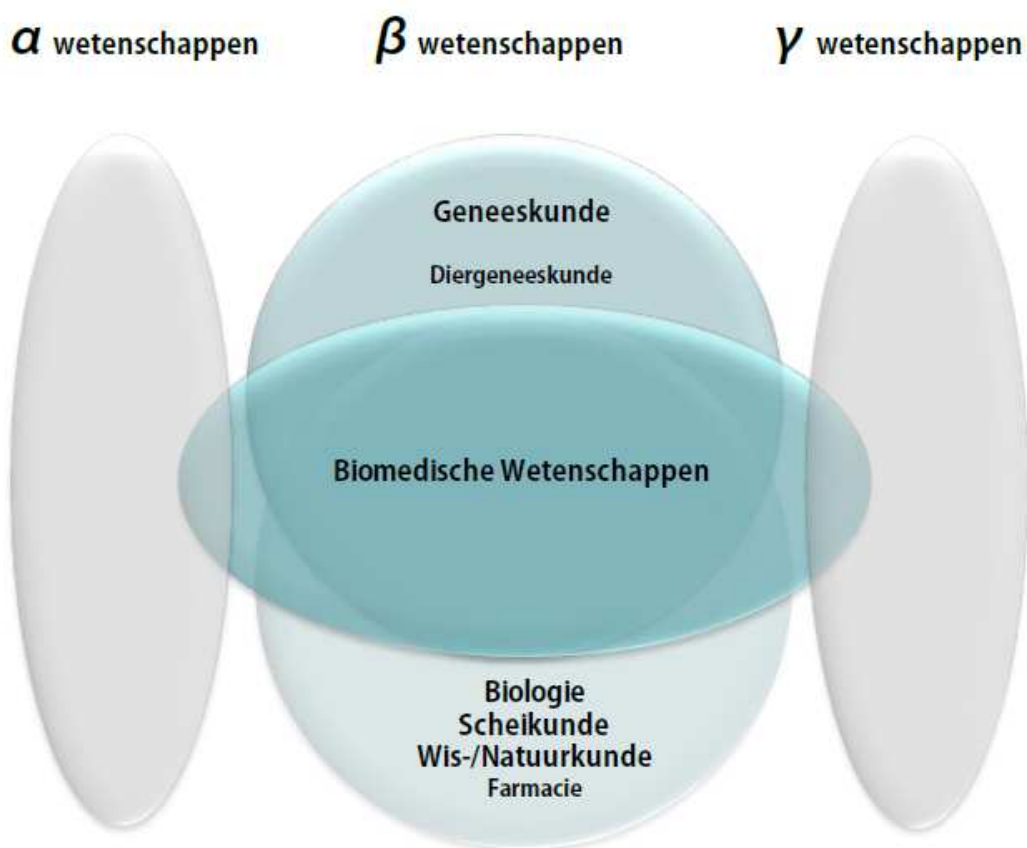 α wetenschappen
β wetenschappen
γ wetenschappen
Geneeskunde
Diergeneeskunde
Biomedische Wetenschappen
Biologie
Scheikunde
Wis-/Natuurkunde
Farmacie